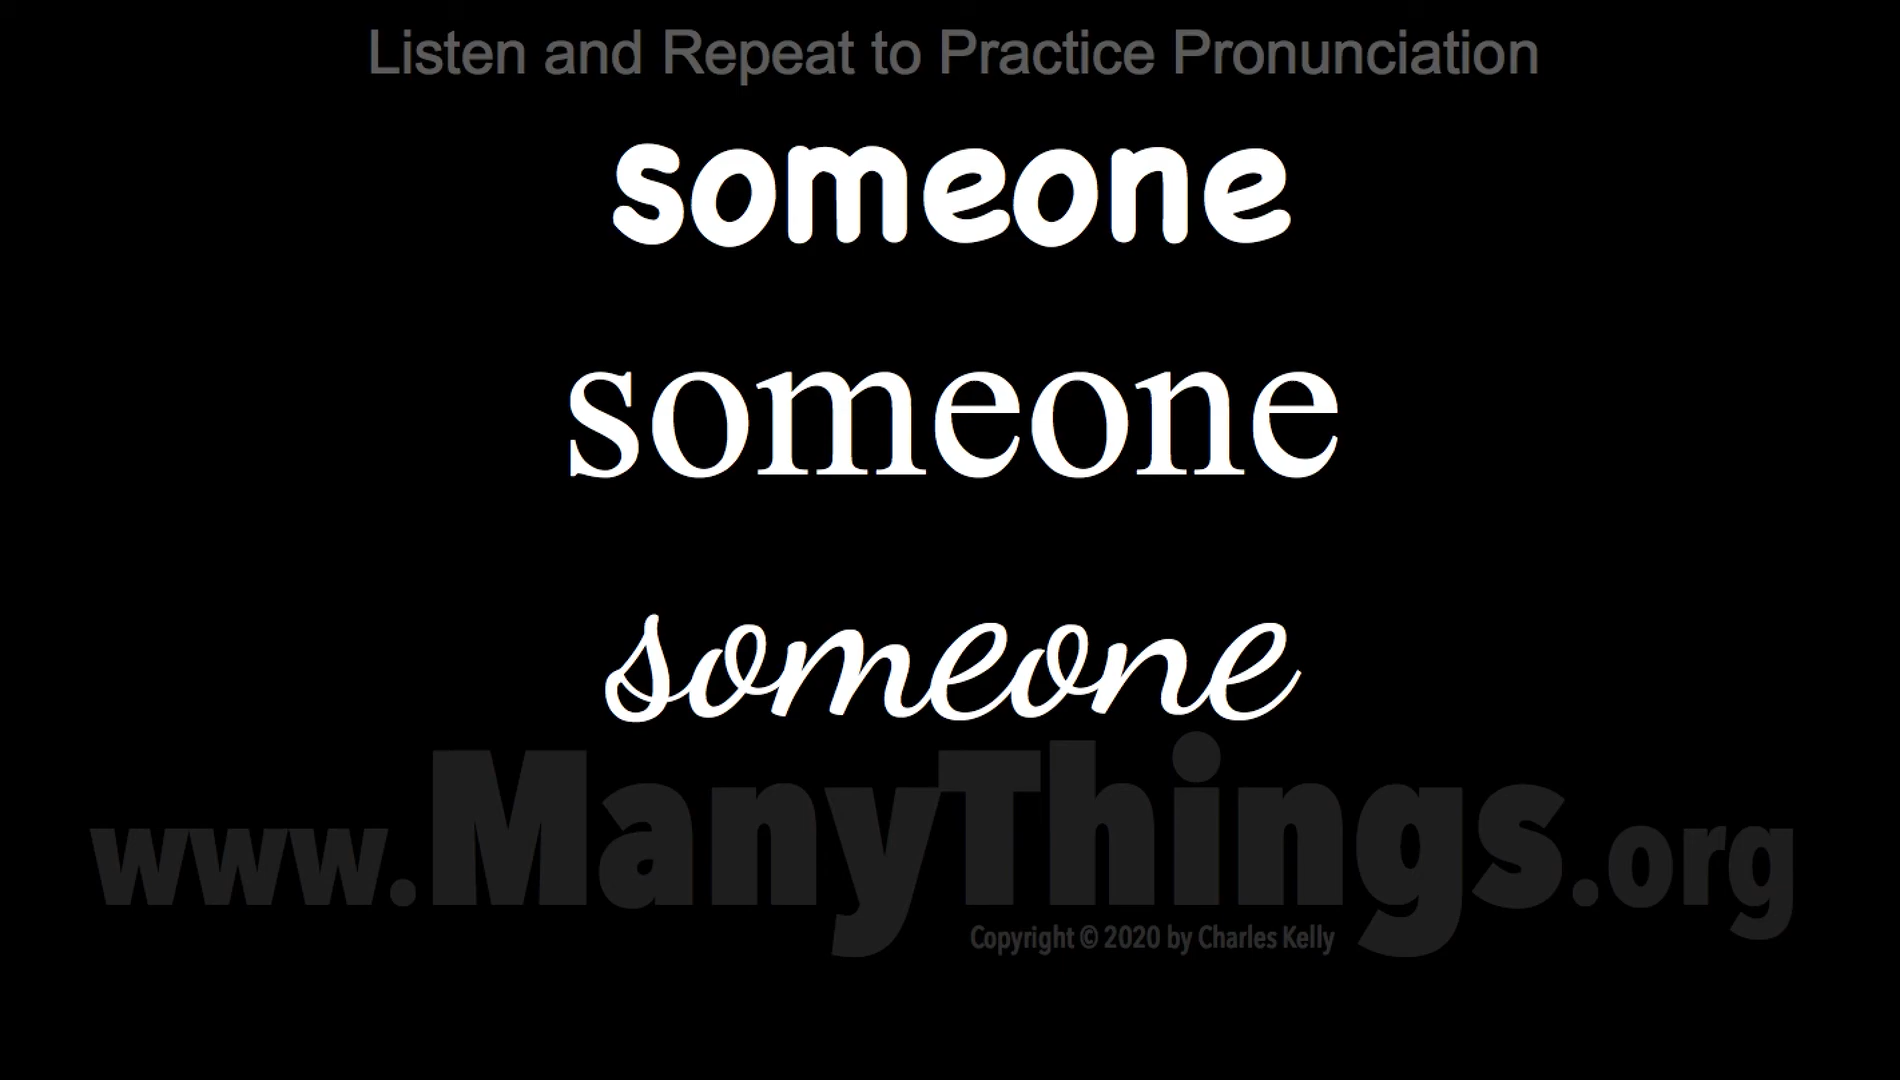 Listen and Repeat to Practice Pronunciation
someone
someone
someone
www.ManyThings.org
Copyright © 2020 by Charles Kelly